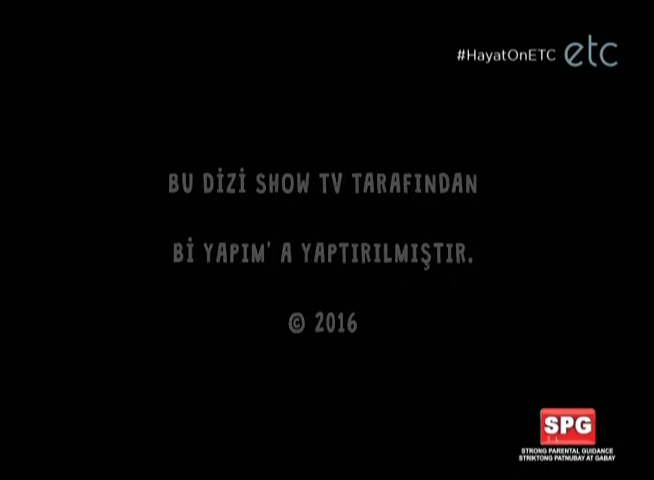 #HayatOnETC etc
BU DİZİ SHOW TV TARAFINDAN
Bİ YAPIM' A YAPTIRILMIŞTIR.
© 2016
SPG
STRONG PARENTAL GUIDANCE
STRIKTONG PATNUBAY AT GABAY